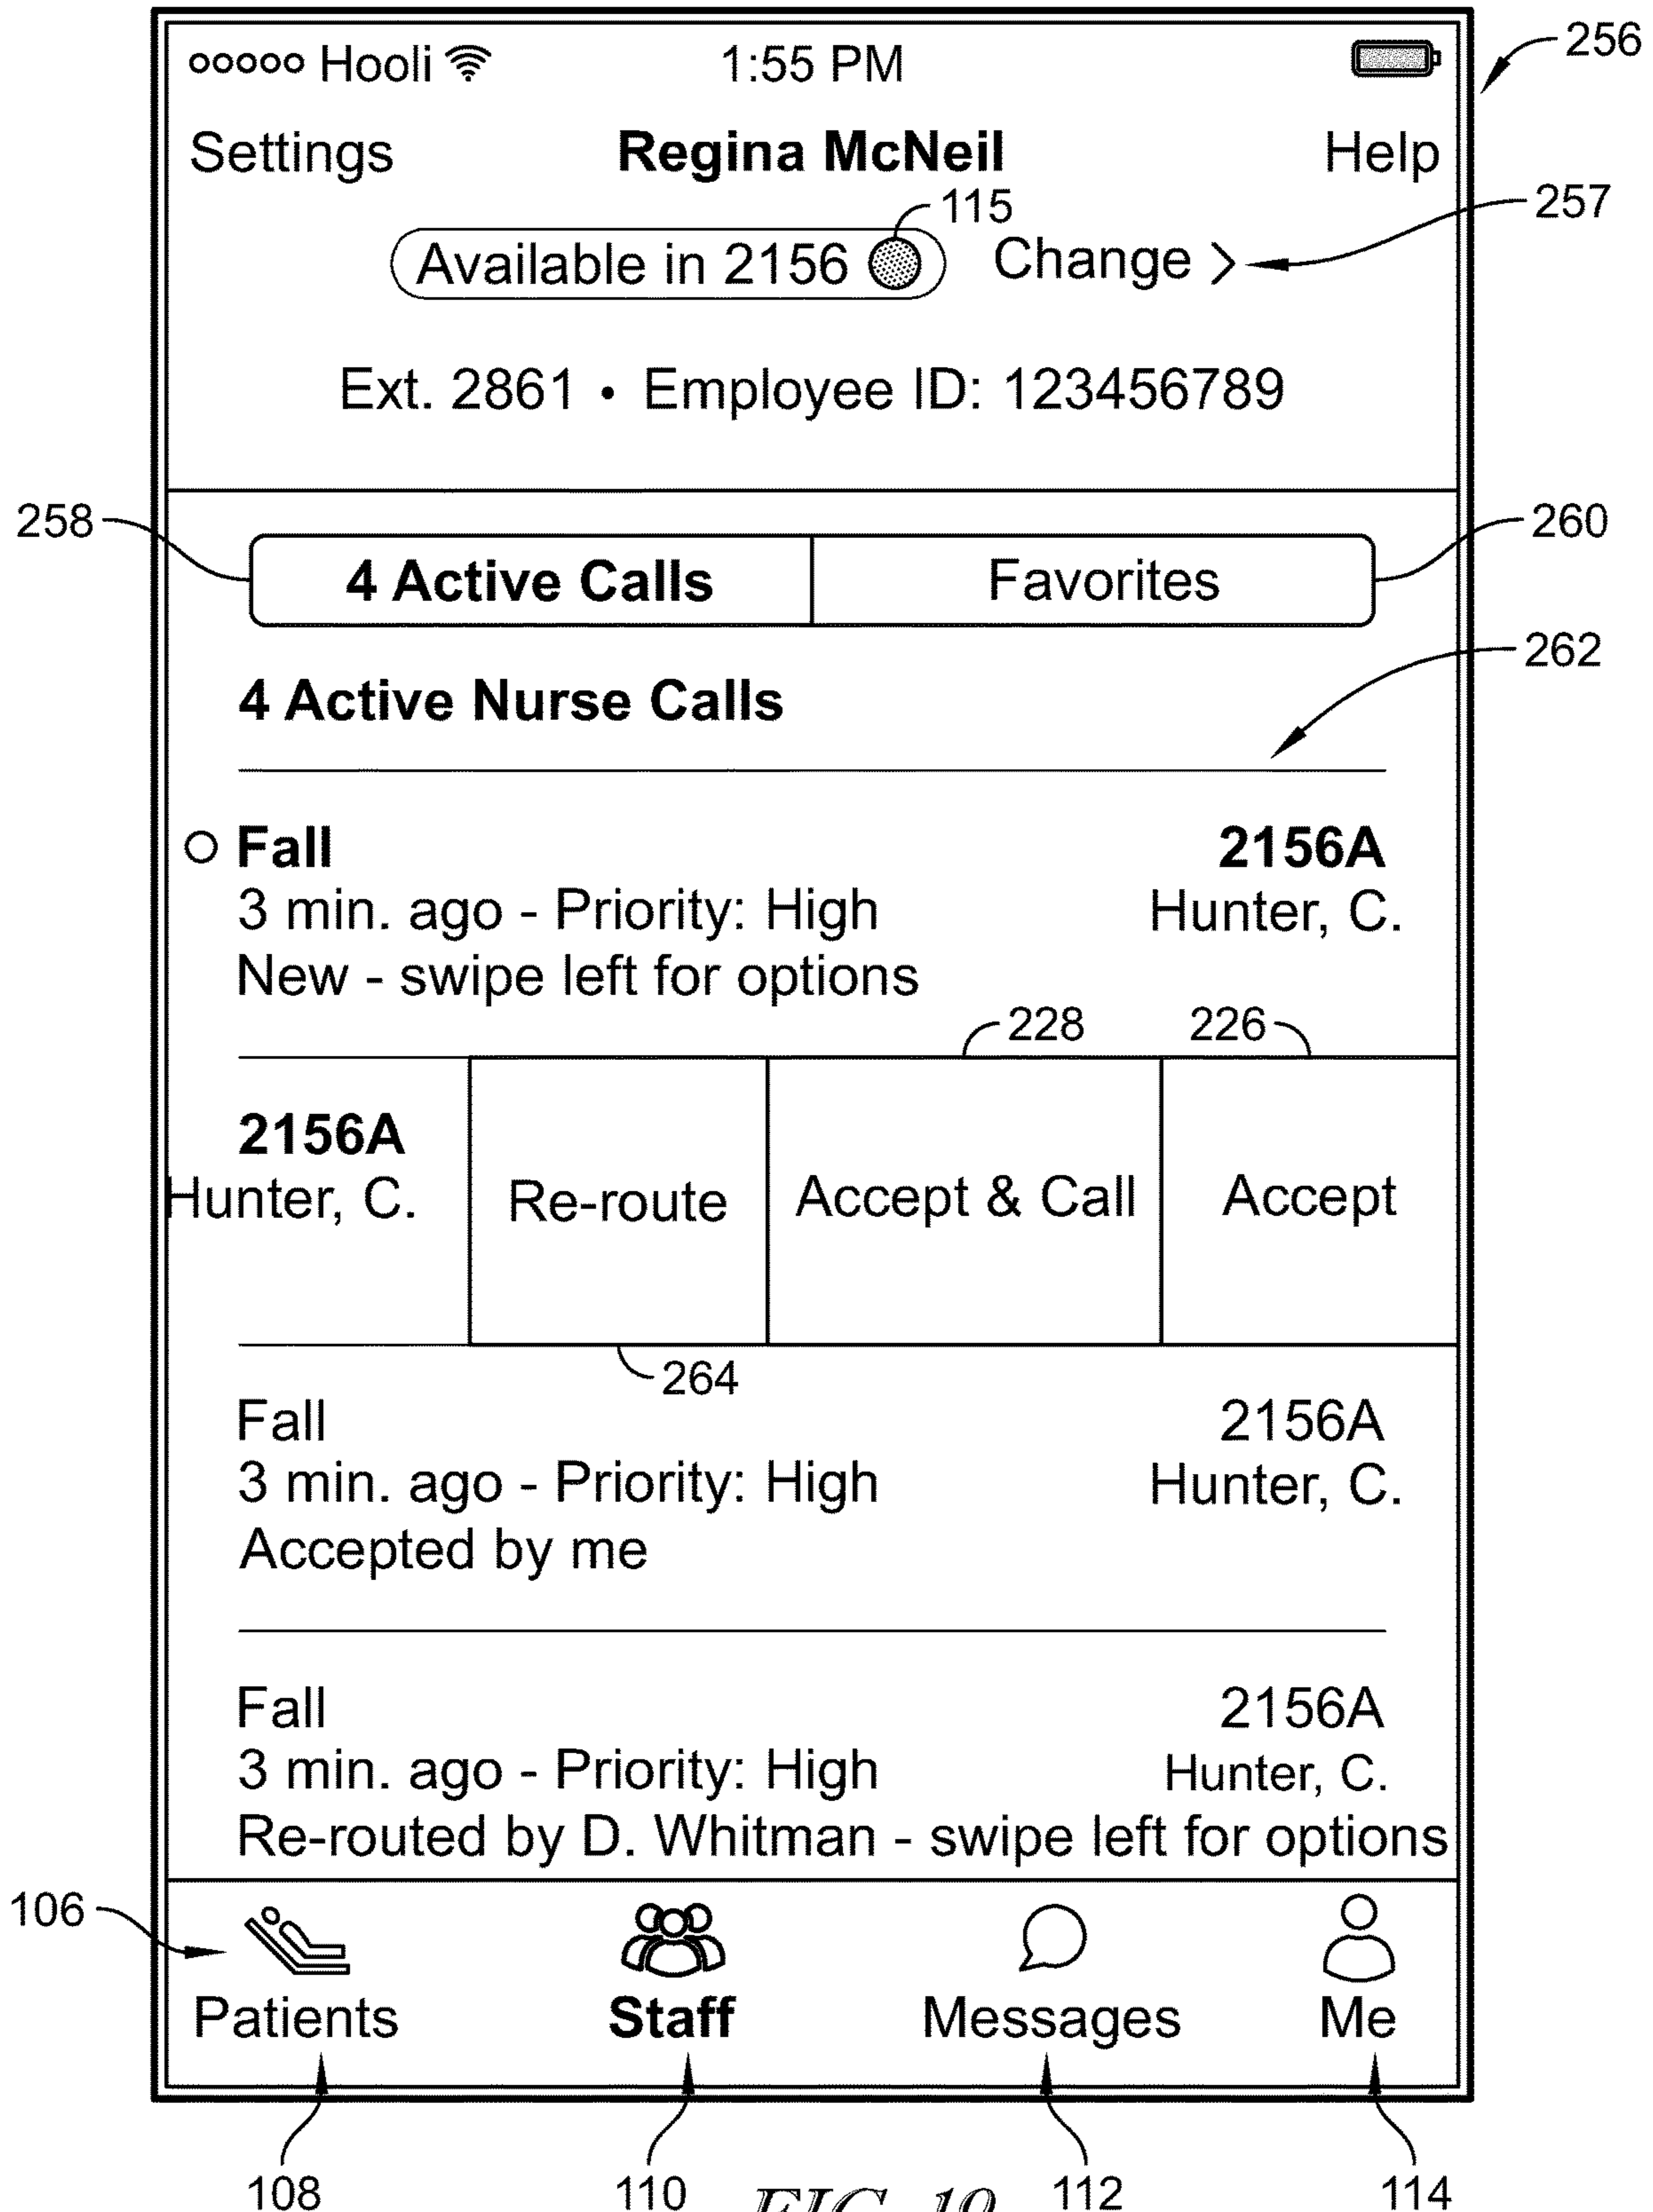 Hooli 1:55 PM
256
Settings Regina McNeil Help
257
115
Available in 2156 Change >
Ext. 2861 • Employee ID: 123456789
258
260
4 Active Calls Favorites
262
4 Active Nurse Calls
Fall 2156A
3 min. ago - Priority: High Hunter, C.
New - swipe left for options
228 226
2156A
Hunter, C. Re-route Accept & Call Accept
264
Fall 2156A
3 min. ago - Priority: High Hunter, C.
Accepted by me
Fall 2156A
3 min. ago - Priority: High Hunter, C.
Re-routed by D. Whitman - swipe left for options
106
Patients Staff Messages Me
108 110 FIG. 19 112 114